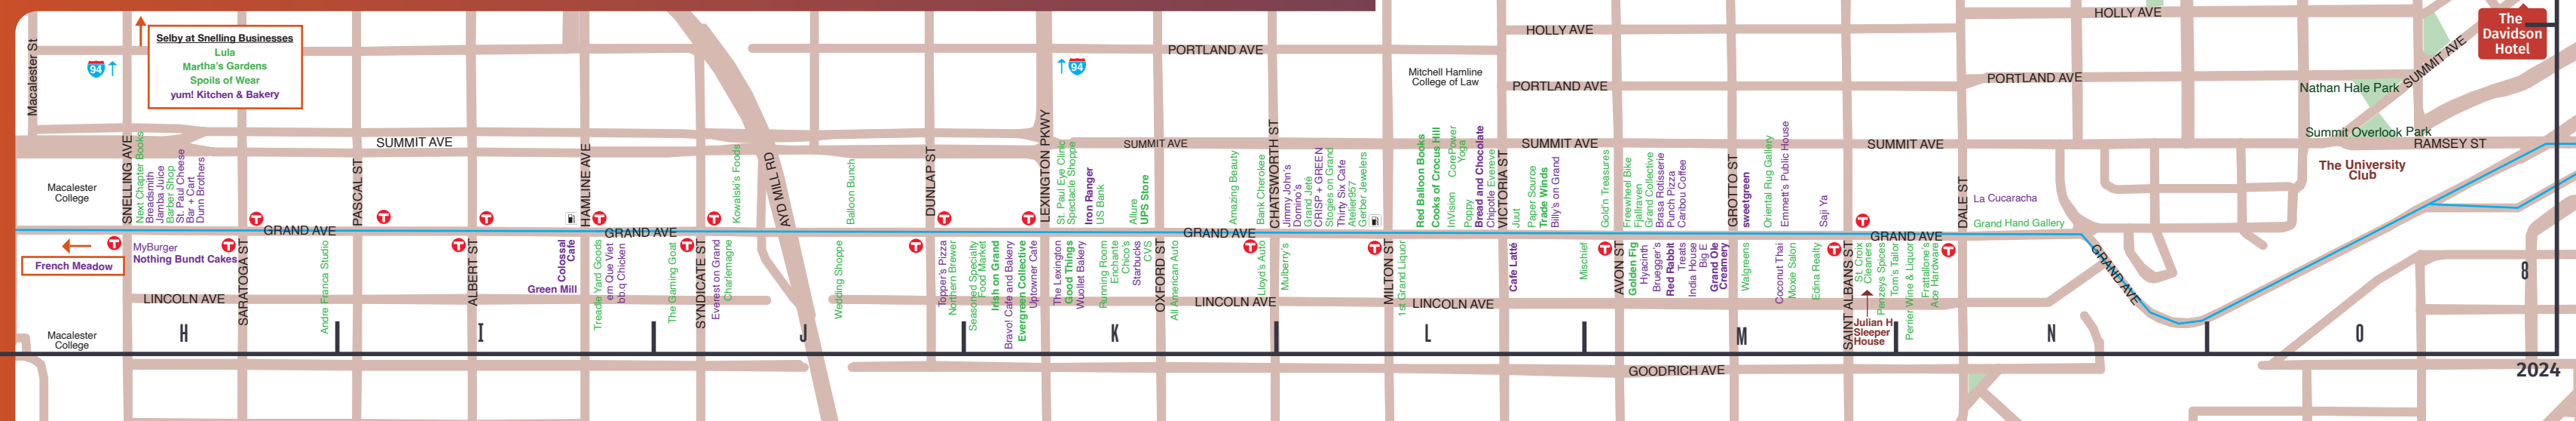 Macalester St
94
Selby at Snelling Businesses
Lula
Martha's Gardens
Spoils of Wear
yum! Kitchen & Bakery
94
PORTLAND AVE
Mitchell Hamline
College of Law
HOLLY AVE
PORTLAND AVE
HOLLY AVE
PORTLAND AVE
Nathan Hale Park
SUMMIT AVE
The
Davidson
Hotel
Summit Overlook Park
RAMSEY ST
The University
Club
SUMMIT AVE
SUMMIT AVE
SUMMIT AVE
SUMMIT AVE
Macalester
College
SNELLING AVE
Next Chapter Books
Breadsmith
Jamba Juice
Barber Shop
St. Paul Cheese
Bar + Cart
Dunn Brothers
PASCAL ST
HAMLINE AVE
Kowalski's Foods
AYD MILL RD
Balloon Bunch
DUNLAP ST
LEXINGTON PKWY
St. Paul Eye Clinic
Spectacle Shoppe
Iron Ranger
US Bank
Allure
UPS Store
Amazing Beauty
Bank Cherokee
CHATSWORTH ST
Jimmy John's
Domino's
Grand Jeté
CRISP + GREEN
Stogies on Grand
Thirty Six Cafe
Atelier957
Gerber Jewelers
Red Balloon Books
Cooks of Crocus Hill
InVision
CorePower
Yoga
Poppy
Bread and Chocolate
Chipotle
Evereve
VICTORIA ST
Juut
Paper Source
Trade Winds
Billy's on Grand
Gold'n Treasures
Freewheel Bike
Fjallraven
Grand Collective
Brasa Rotisserie
Punch Pizza
Caribou Coffee
GROTTO ST
sweetgreen
Oriental Rug Gallery
Emmett's Public House
Saji Ya
DALE ST
La Cucaracha
Grand Hand Gallery
T
T
T
T
T
T
T
T
GRAND AVE
GRAND AVE
GRAND AVE
GRAND AVE
GRAND AVE
French Meadow
T
MyBurger
Nothing Bundt Cakes
T
SARATOGA ST
Andre Franca Studio
T
ALBERT ST
Green Mill
Colossal
Cafe
Treadle Yard Goods
em Que Viet
bb.q Chicken
The Gaming Goat
T
SYNDICATE ST
Everest on Grand
Charlemagne
Wedding Shoppe
T
Topper's Pizza
Northern Brewer
Seasoned Specialty
Food Market
Irish on Grand
Bravo! Cafe and Bakery
Evergreen Collective
Uptowner Cafe
The Lexington
Good Things
Wuollet Bakery
Running Room
Enchante
Chico's
Starbucks
CVS
OXFORD ST
All American Auto
T
Lloyd's Auto
Mulberry's
T
MILTON ST
1st Grand Liquor
Cafe Latté
Mischief
T
AVON ST
Golden Fig
Hyacinth
Bruegger's
Red Rabbit
Treats
India House
Big E
Grand Ole
Creamery
Walgreens
Coconut Thai
Moxie Salon
Edina Realty
T
SAINT ALBANS ST
St. Croix
Cleaners
Penzeys Spices
Tom's Tailor
Perrier Wine & Liquor
Frattallone's
Ace Hardware
T
Julian H
Sleeper
House
LINCOLN AVE
LINCOLN AVE
LINCOLN AVE
Macalester
College
H
I
J
K
L
M
N
O
8
GOODRICH AVE
2024